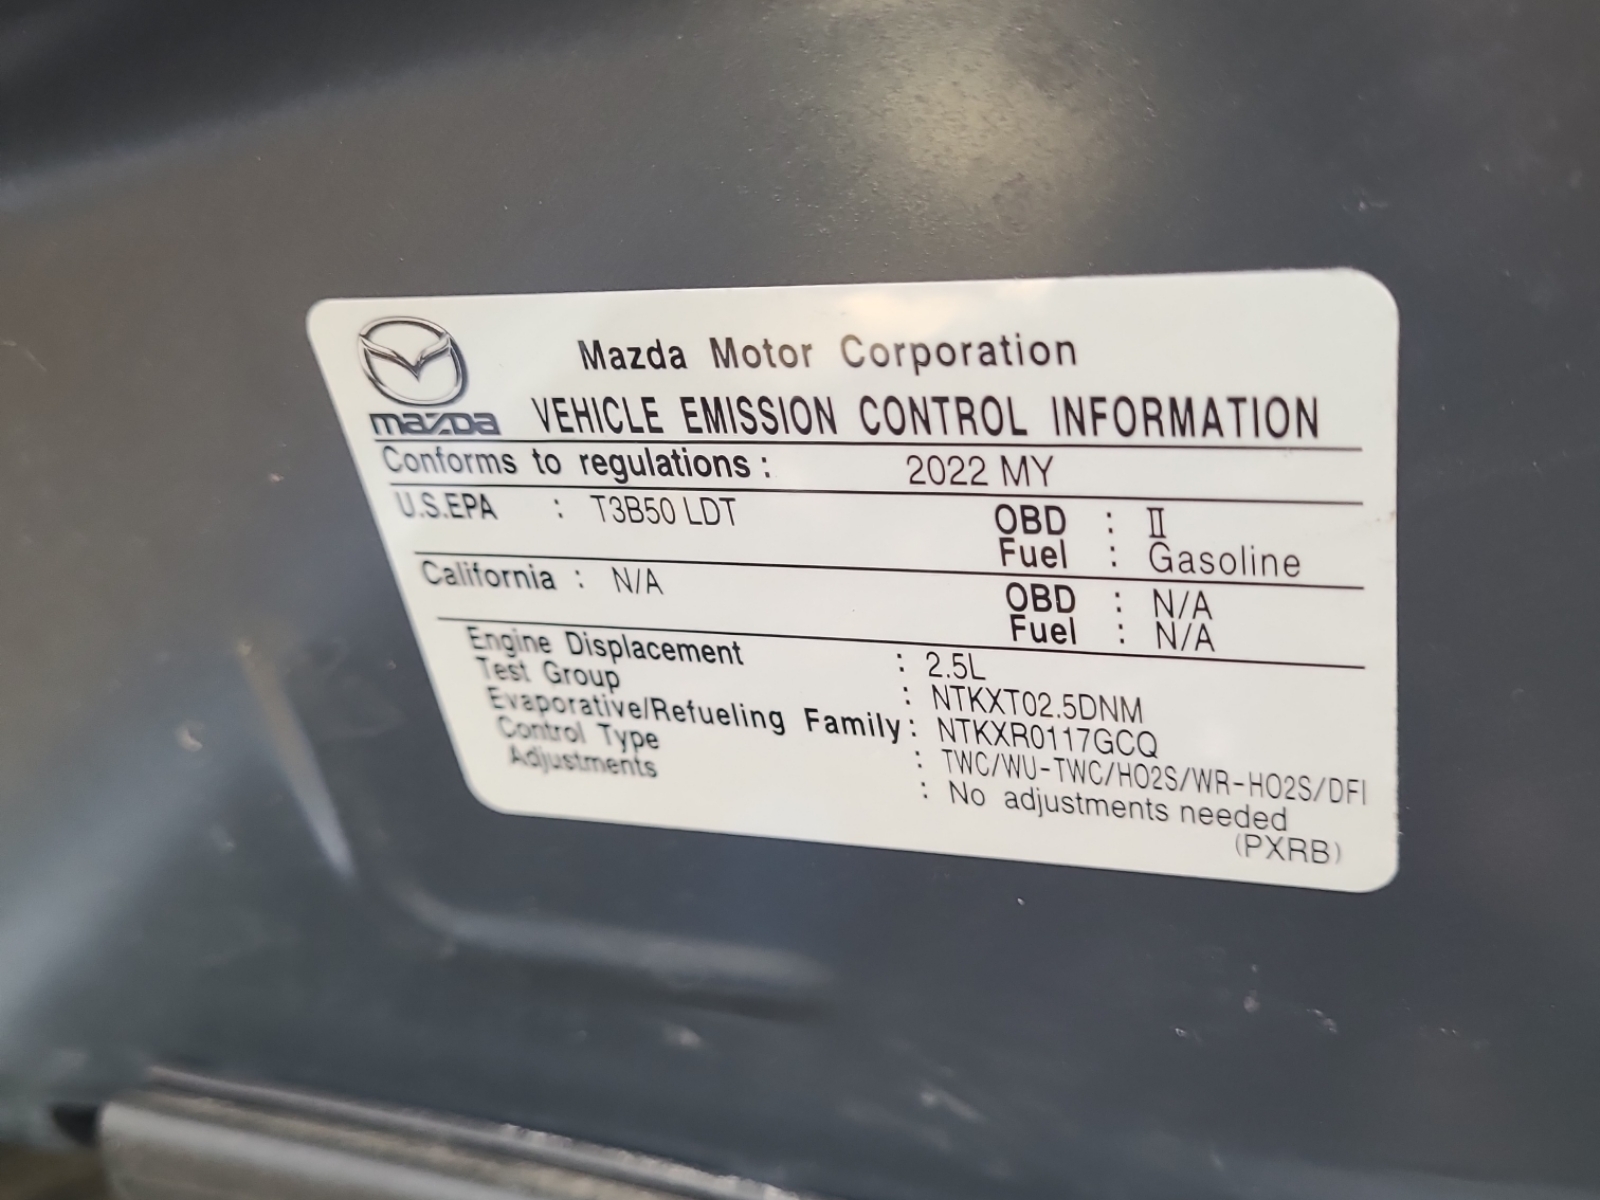 Mazda Motor Corporation
mazda VEHICLE EMISSION CONTROL INFORMATION
Conforms to regulations : 2022 MY
U.S.EPA : T3B50 LDT OBD : II
Fuel : Gasoline
California : N/A OBD : N/A
Fuel : N/A
Engine Displacement : 2.5L
Test Group : NTKXT02.5DNM
Evaporative/Refueling Family : NTKXR0117GCQ
Control Type : TWC/WU-TWC/HO2S/WR-HO2S/DFI
Adjustments : No adjustments needed
(PXRB)